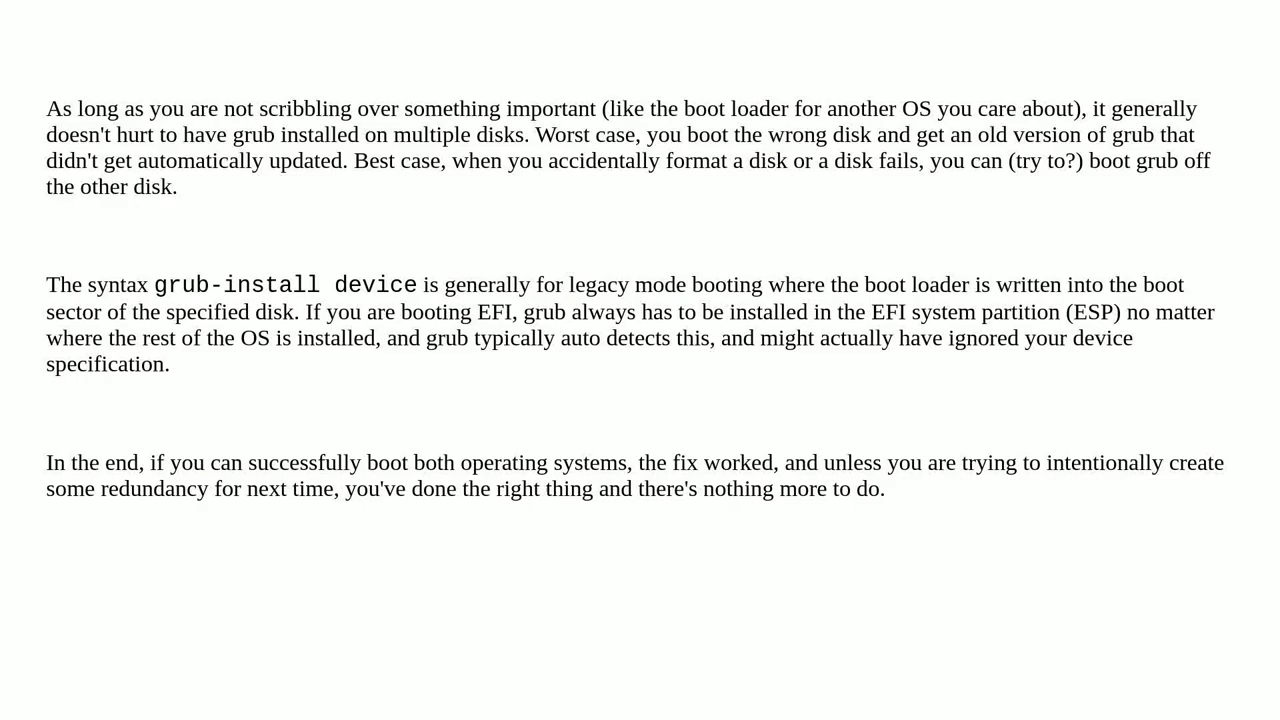 As long as you are not scribbling over something important (like the boot loader for another OS you care about), it generally
doesn't hurt to have grub installed on multiple disks. Worst case, you boot the wrong disk and get an old version of grub that
didn't get automatically updated. Best case, when you accidentally format a disk or a disk fails, you can (try to?) boot grub off
the other disk.
The syntax grub-install device is generally for legacy mode booting where the boot loader is written into the boot
sector of the specified disk. If you are booting EFI, grub always has to be installed in the EFI system partition (ESP) no matter
where the rest of the OS is installed, and grub typically auto detects this, and might actually have ignored your device
specification.
In the end, if you can successfully boot both operating systems, the fix worked, and unless you are trying to intentionally create
some redundancy for next time, you've done the right thing and there's nothing more to do.